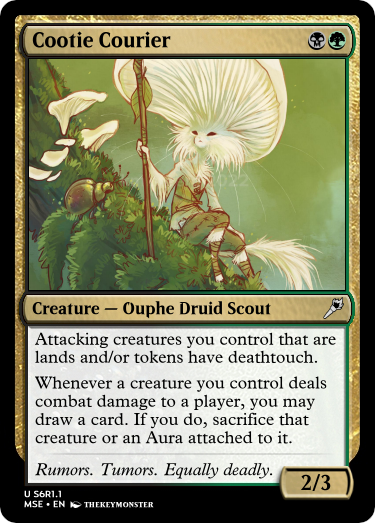 Cootie Courier
2022
Creature — Ouphe Druid Scout
Attacking creatures you control that are
lands and/or tokens have deathtouch.
Whenever a creature you control deals
combat damage to a player, you may
draw a card. If you do, sacrifice that
creature or an Aura attached to it.
Rumors. Tumors. Equally deadly.
2/3
U S6R1.1
MSE • EN THEKEYMONSTER